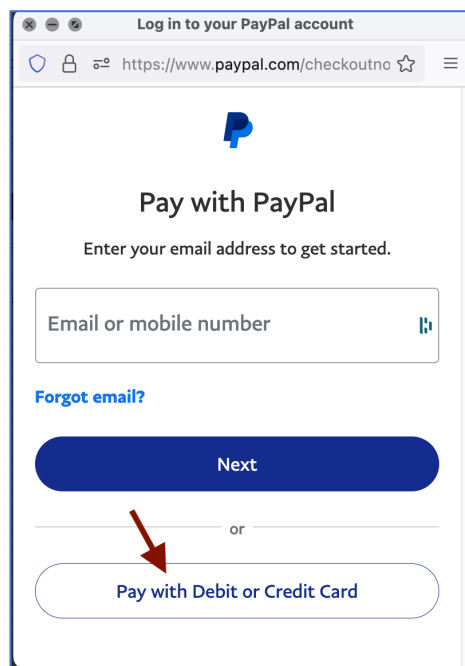 Log in to your PayPal account
https://www.paypal.com/checkoutno
Pay with PayPal
Enter your email address to get started.
Email or mobile number
Forgot email?
Next
or
Pay with Debit or Credit Card